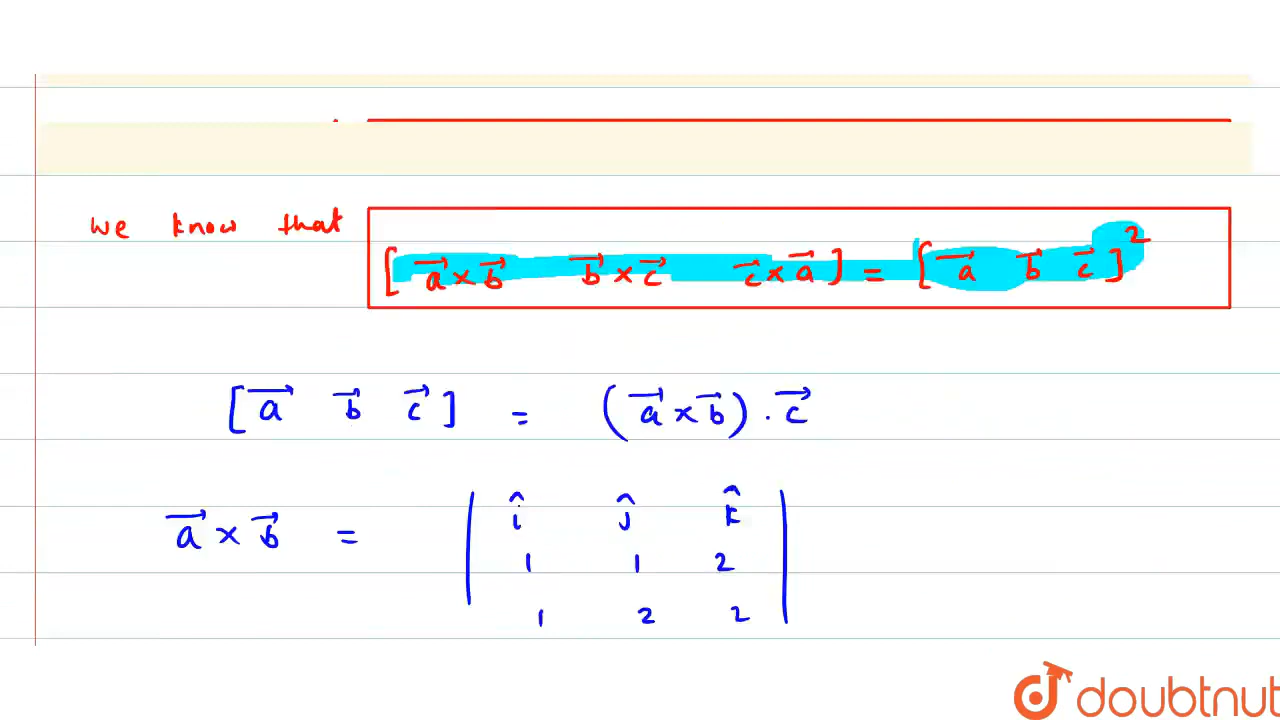 we know that [ a⃗ × b⃗   b⃗ × c⃗   c⃗ × a⃗ ] = [ a⃗   b⃗   c⃗ ]²
[ a⃗   b⃗   c⃗ ] = ( a⃗ × b⃗ ) . c⃗
a⃗ × b⃗ = | î ĵ k̂ |
1 1 2
1 2 2
doubtnut